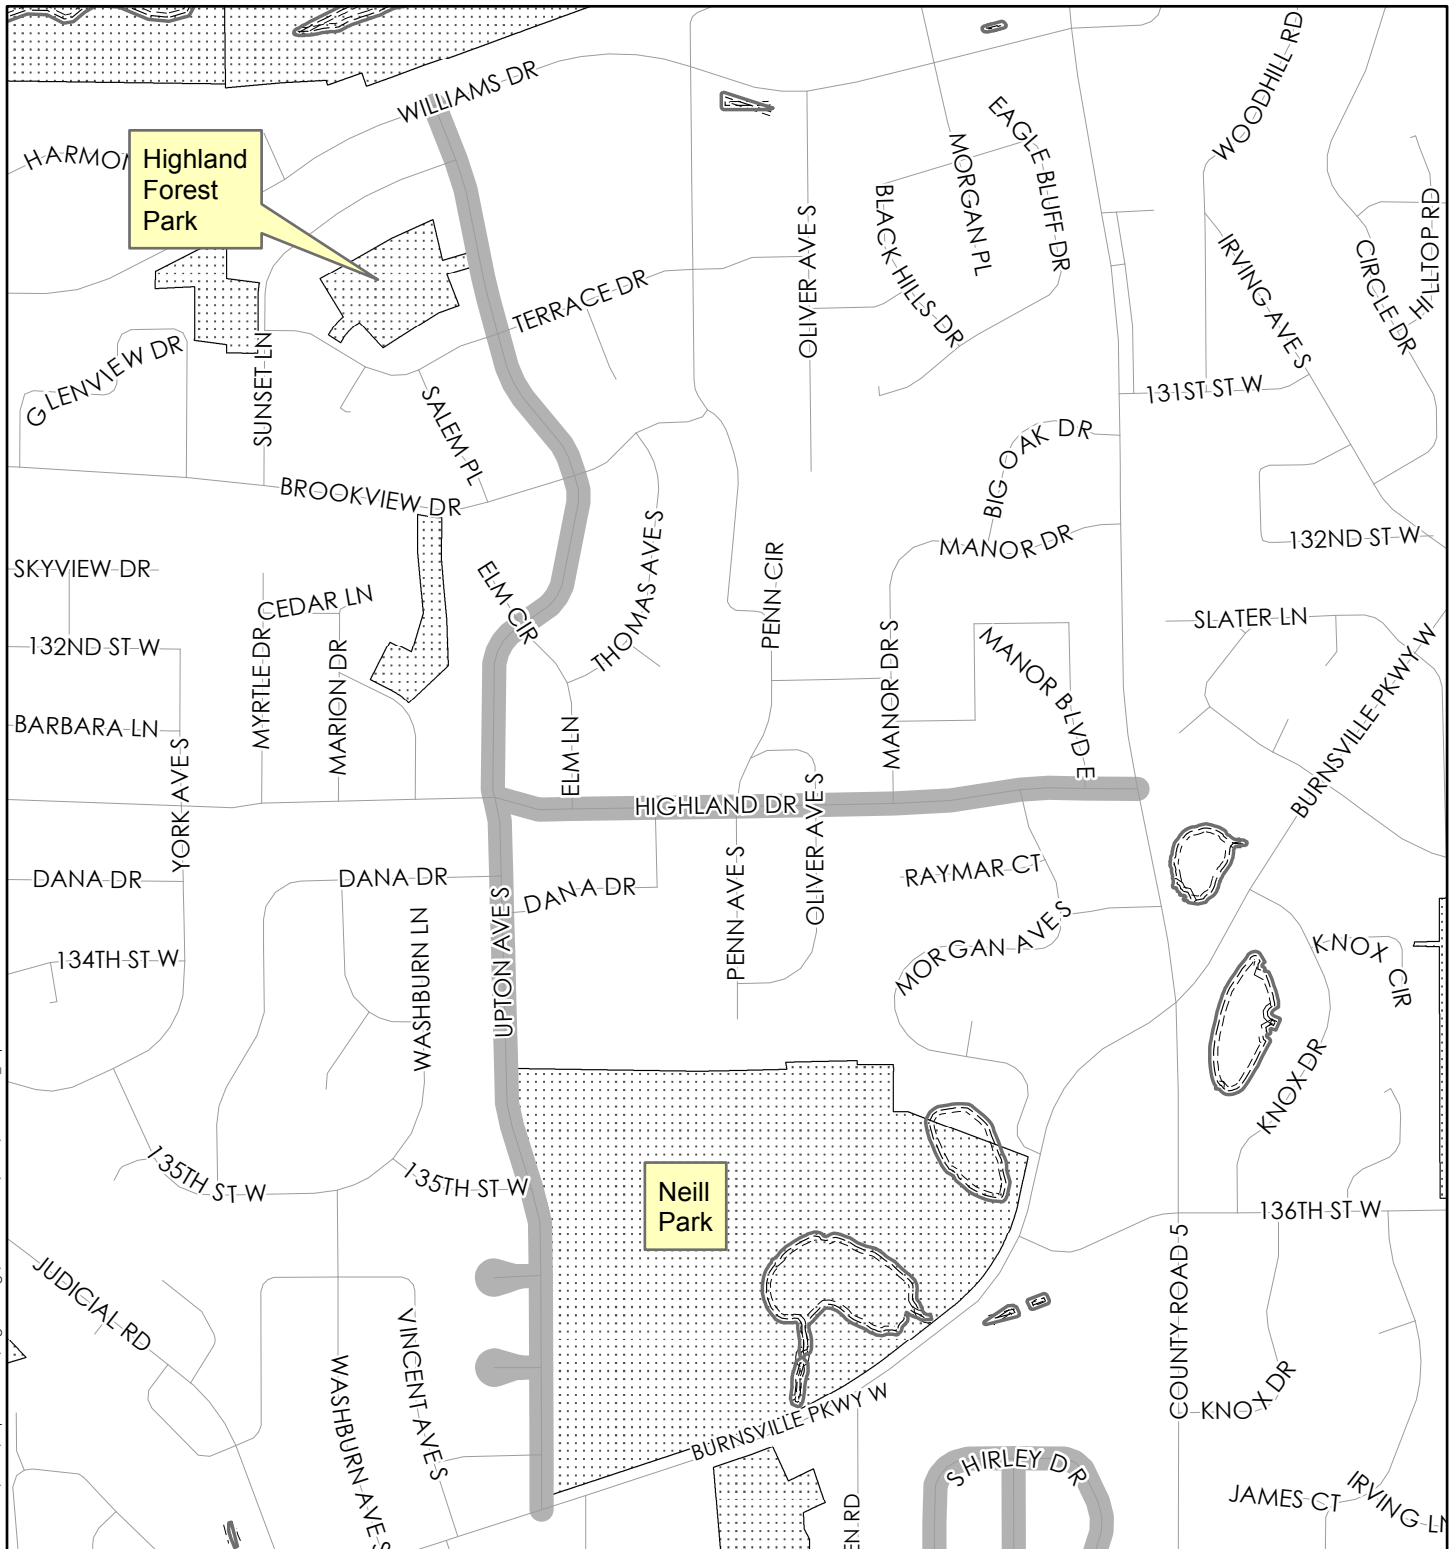 WILLIAMS DR
WOODHILL RD
EAGLE BLUFF DR
MORGAN PL
HARMON
Highland
Forest
Park
BLACK HILLS DR
OLIVER AVE S
HILLTOP RD
IRVING AVE S
CIRCLE DR
TERRACE DR
GLENVIEW DR
SUNSET LN
SALEM PL
131ST ST W
BIG OAK DR
BROOKVIEW DR
MANOR DR
132ND ST W
THOMAS AVE S
PENN CIR
SKYVIEW DR
ELM CIR
CEDAR LN
SLATER LN
132ND ST W
MYRTLE DR
MARION DR
MANOR DR S
MANOR BLVD E
BURNSVILLE PKWY W
BARBARA LN
ELM LN
YORK AVE S
HIGHLAND DR
OLIVER AVE S
PENN AVE S
RAYMAR CT
DANA DR
DANA DR
DANA DR
UPTON AVE S
WASHBURN LN
MORGAN AVE S
134TH ST W
KNOX CIR
KNOX DR
135TH ST W
135TH ST W
Neill
Park
136TH ST W
JUDICIAL RD
COUNTY ROAD 5
VINCENT AVE S
WASHBURN AVE S
KNOX DR
BURNSVILLE PKWY W
SHIRLEY DR
JAMES CT
IRVING LN
EN RD